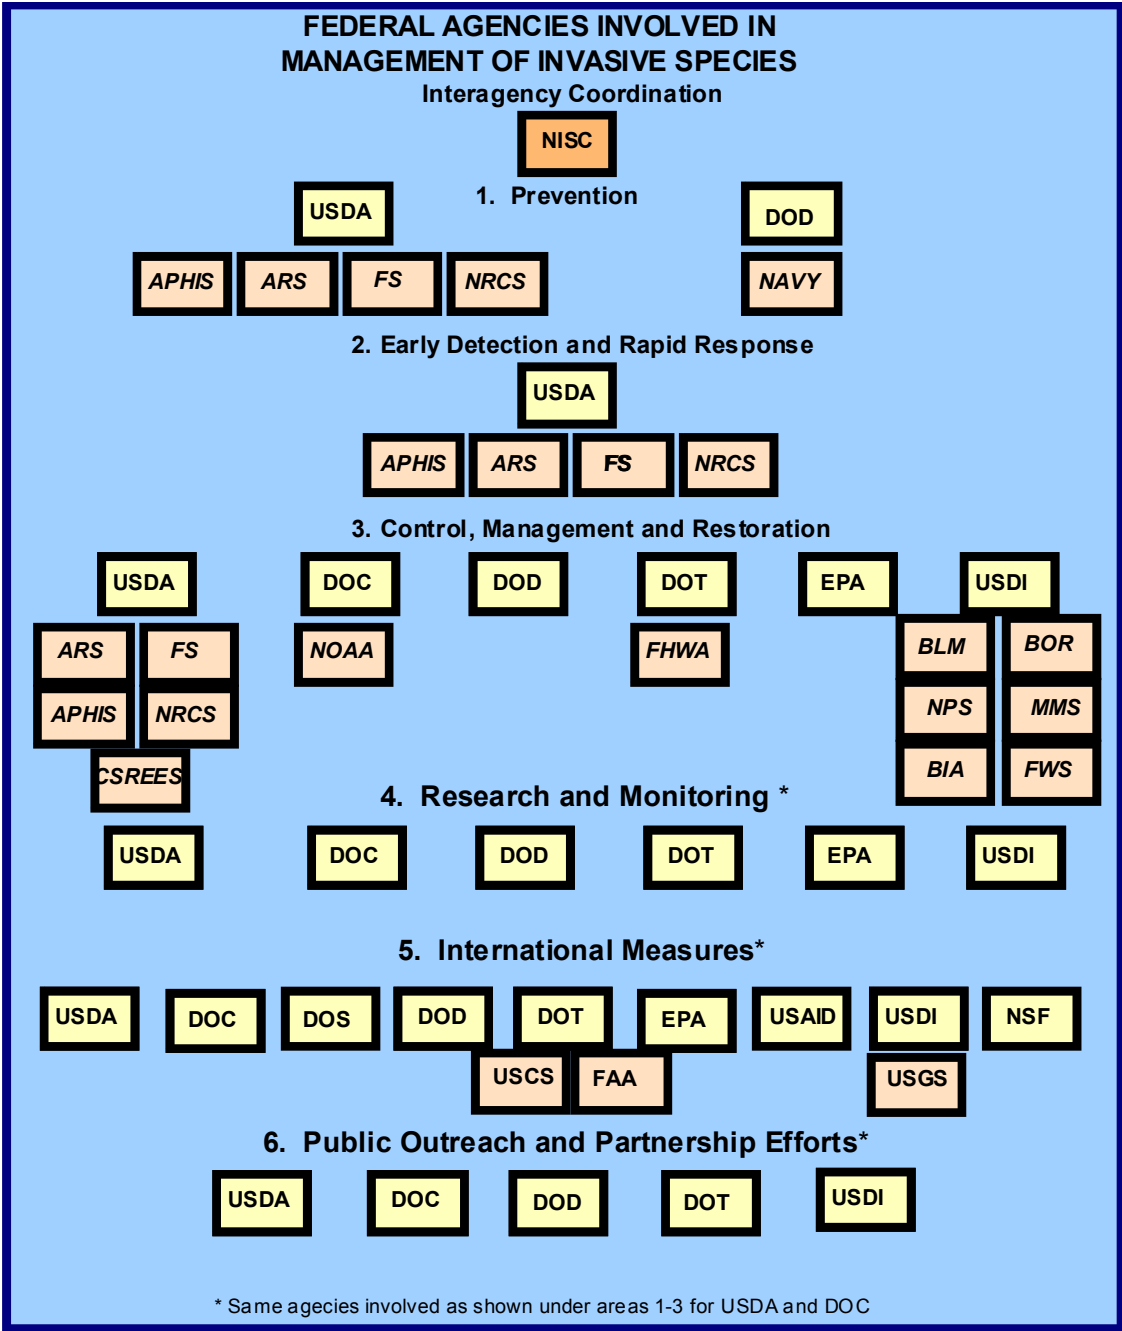 FEDERAL AGENCIES INVOLVED IN
MANAGEMENT OF INVASIVE SPECIES
Interagency Coordination
NISC
1. Prevention
USDA DOD
APHIS ARS FS NRCS NAVY
2. Early Detection and Rapid Response
USDA
APHIS ARS FS NRCS
3. Control, Management and Restoration
USDA DOC DOD DOT EPA USDI
ARS FS NOAA FHWA BLM BOR
APHIS NRCS NPS MMS
CSREES BIA FWS
4. Research and Monitoring *
USDA DOC DOD DOT EPA USDI
5. International Measures*
USDA DOC DOS DOD DOT EPA USAID USDI NSF
USCS FAA USGS
6. Public Outreach and Partnership Efforts*
USDA DOC DOD DOT USDI
* Same agecies involved as shown under areas 1-3 for USDA and DOC